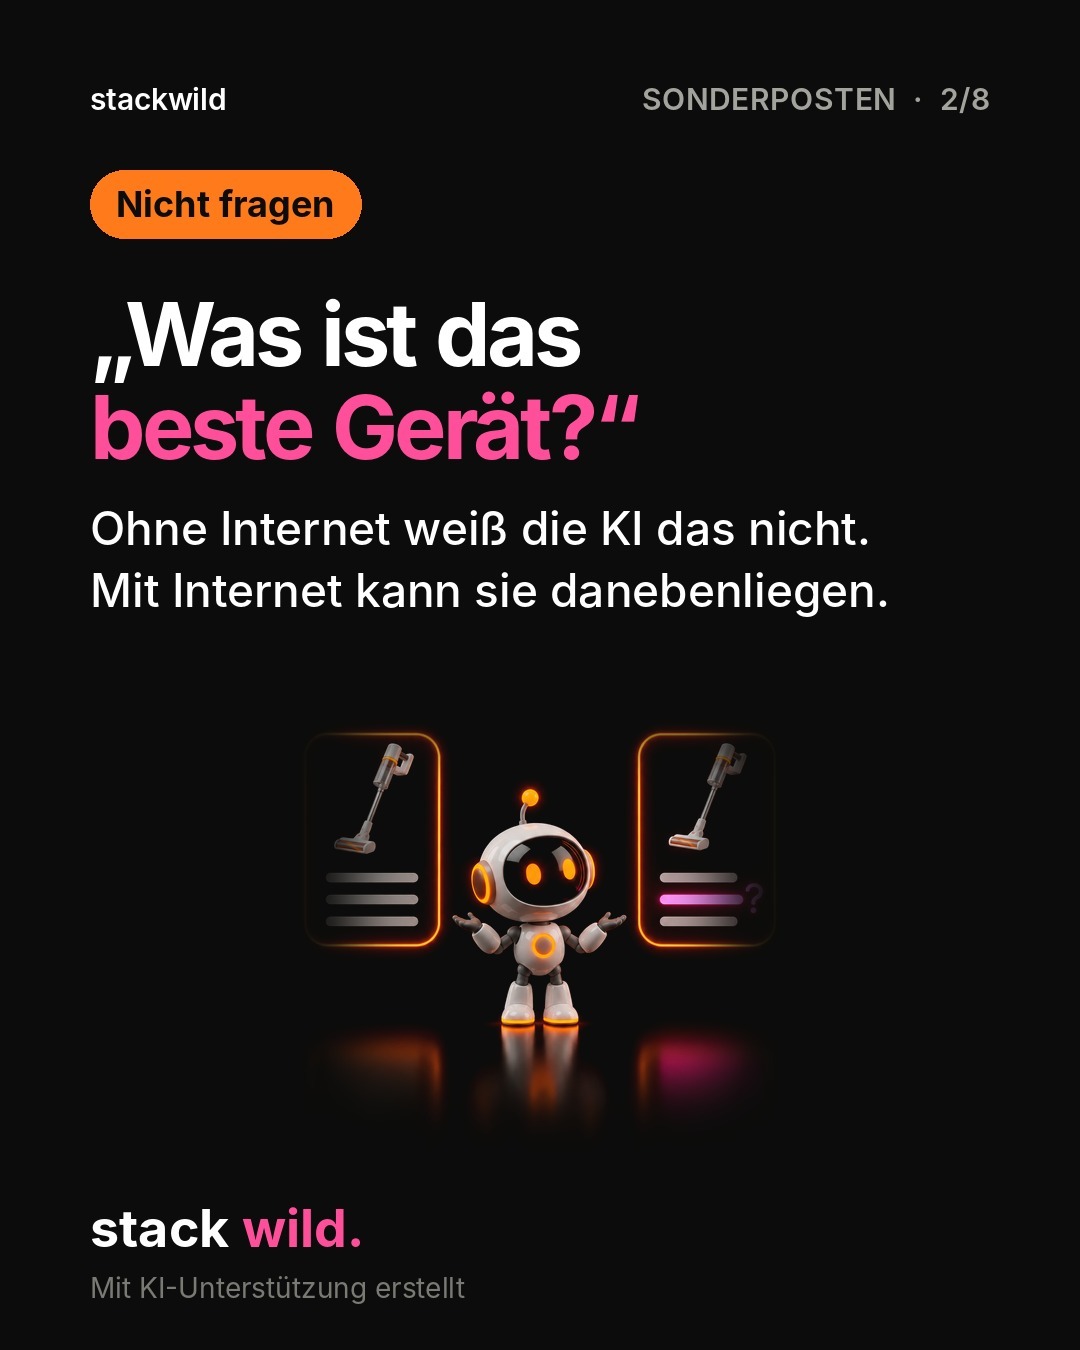 stackwild
SONDERPOSTEN · 2/8
Nicht fragen
„Was ist das
beste Gerät?“
Ohne Internet weiß die KI das nicht.
Mit Internet kann sie danebenliegen.
?
stack wild.
Mit KI-Unterstützung erstellt